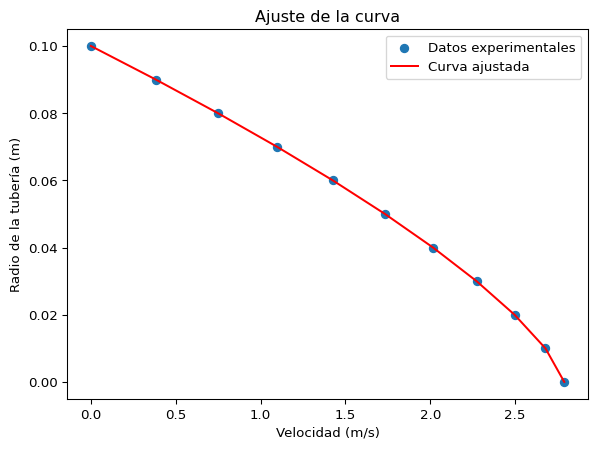 Ajuste de la curva
Datos experimentales
Curva ajustada
Radio de la tubería (m)
0.10
0.08
0.06
0.04
0.02
0.00
0.0 0.5 1.0 1.5 2.0 2.5
Velocidad (m/s)